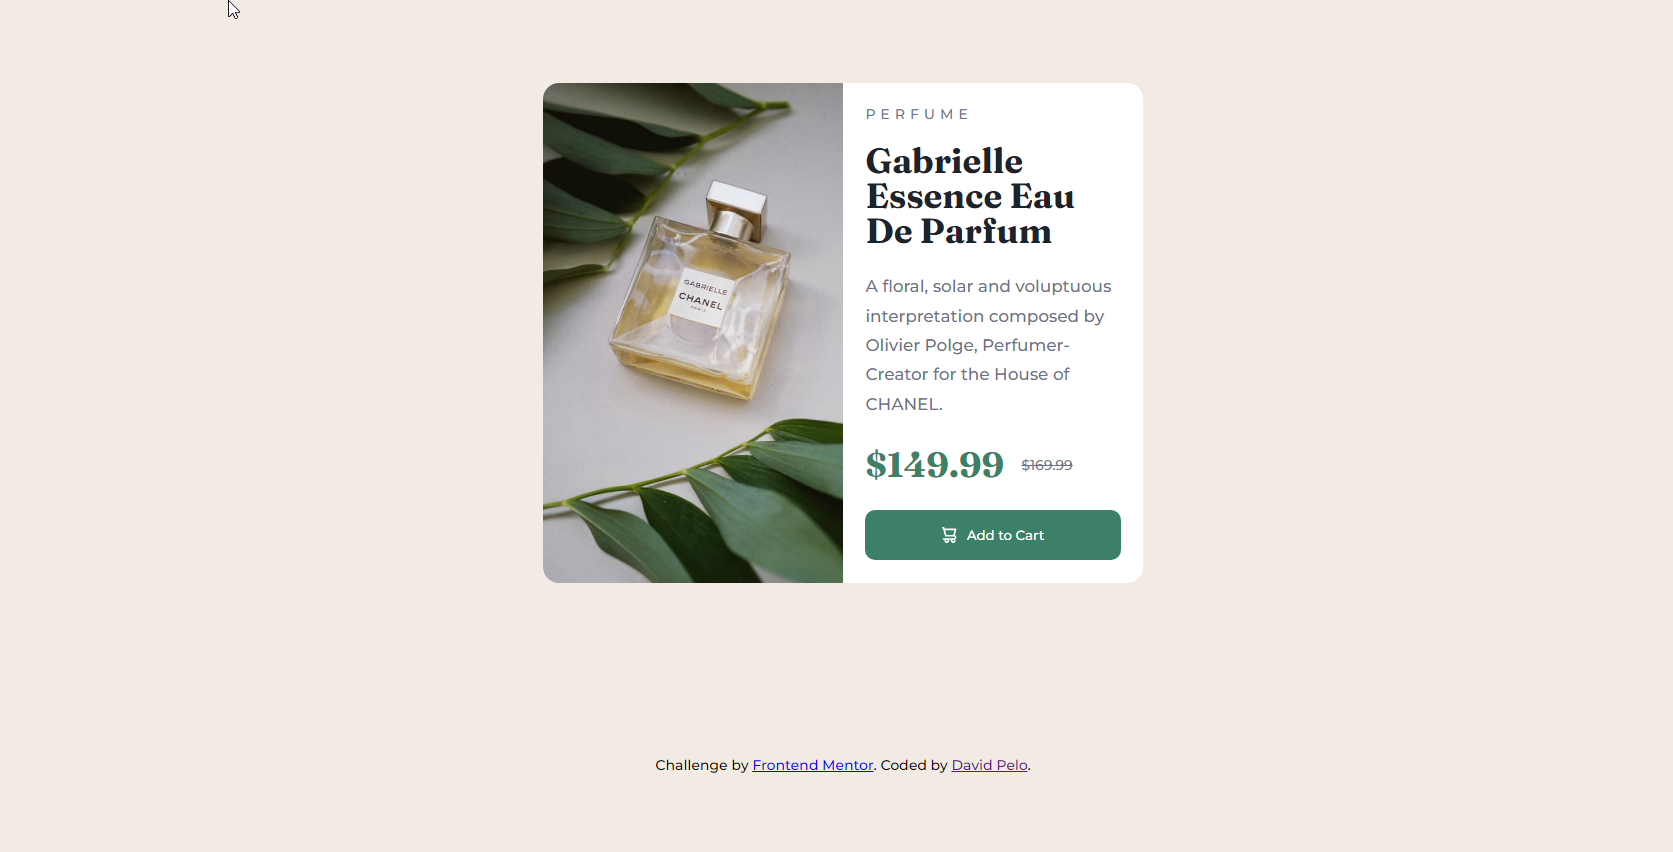 GABRIELLE
CHANEL
PARIS
PERFUME
Gabrielle
Essence Eau
De Parfum
A floral, solar and voluptuous
interpretation composed by
Olivier Polge, Perfumer-
Creator for the House of
CHANEL.
$149.99 $169.99
Add to Cart
Challenge by Frontend Mentor. Coded by David Pelo.